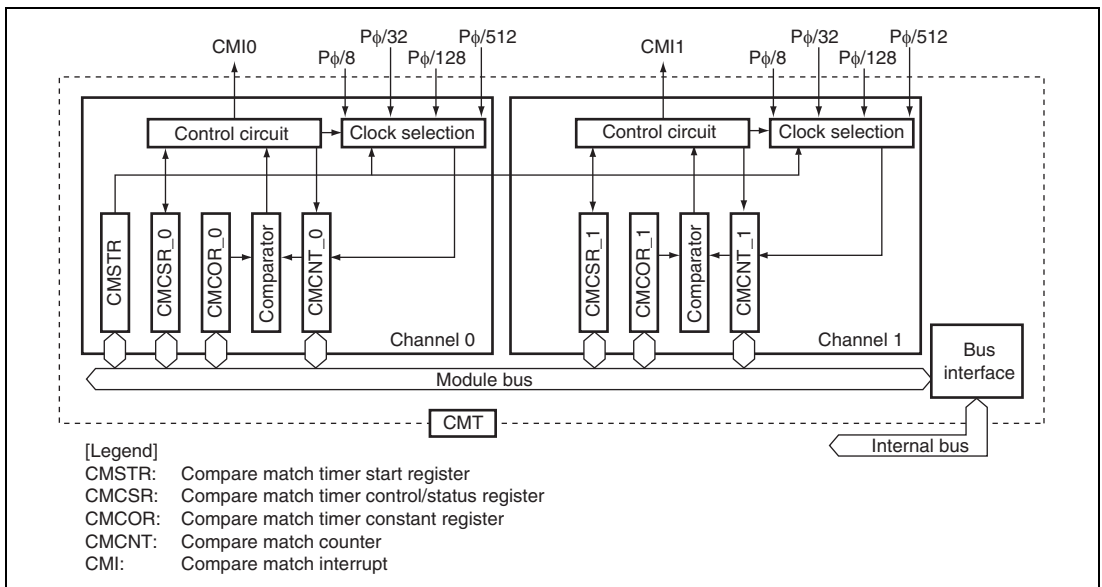 CMI0
Pφ/8
Pφ/32
Pφ/128
Pφ/512
CMI1
Pφ/8
Pφ/32
Pφ/128
Pφ/512
Control circuit
Clock selection
Control circuit
Clock selection
CMSTR
CMCSR_0
CMCOR_0
Comparator
CMCNT_0
CMCSR_1
CMCOR_1
Comparator
CMCNT_1
Channel 0
Channel 1
Module bus
Bus
interface
CMT
Internal bus
[Legend]
CMSTR: Compare match timer start register
CMCSR: Compare match timer control/status register
CMCOR: Compare match timer constant register
CMCNT: Compare match counter
CMI: Compare match interrupt